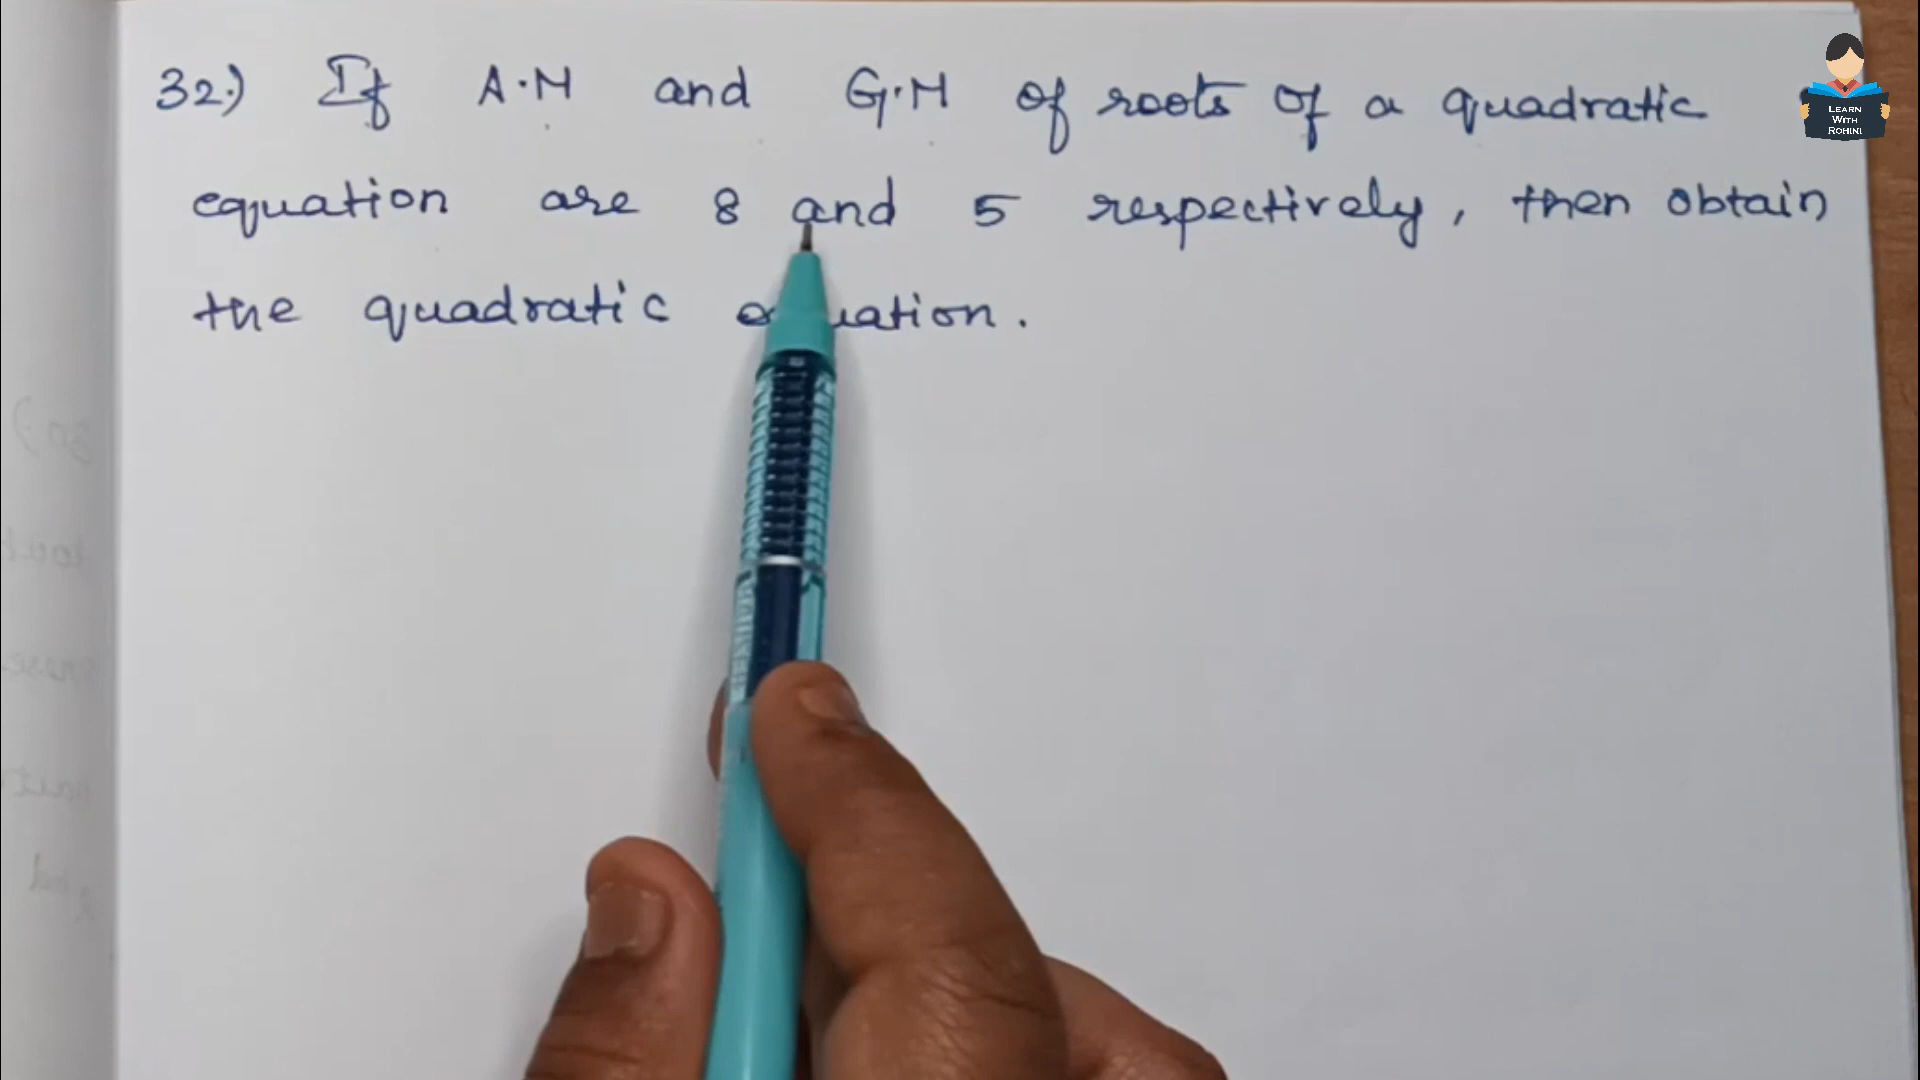 32.) If A.M and G.M of roots of a quadratic
equation are 8 and 5 respectively, then obtain
the quadratic equation.
LEARN
WITH
ROHINI